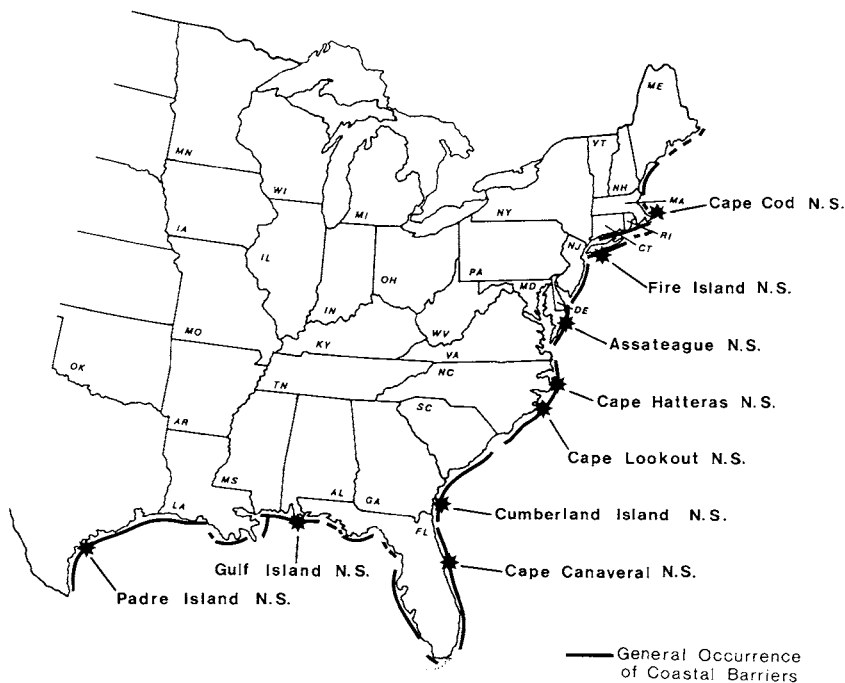 ME
VT
NH
MN
MA
Cape Cod N.S.
WI
NY
MI
RI
CT
IA
NJ
IL
PA
OH
MD
Fire Island N.S.
IN
DE
WV
MO
KY
VA
Assateague N.S.
OK
NC
TN
Cape Hatteras N.S.
SC
AR
Cape Lookout N.S.
MS
AL
GA
LA
Cumberland Island N.S.
FL
Gulf Island N.S.
Cape Canaveral N.S.
Padre Island N.S.
General Occurrence
of Coastal Barriers